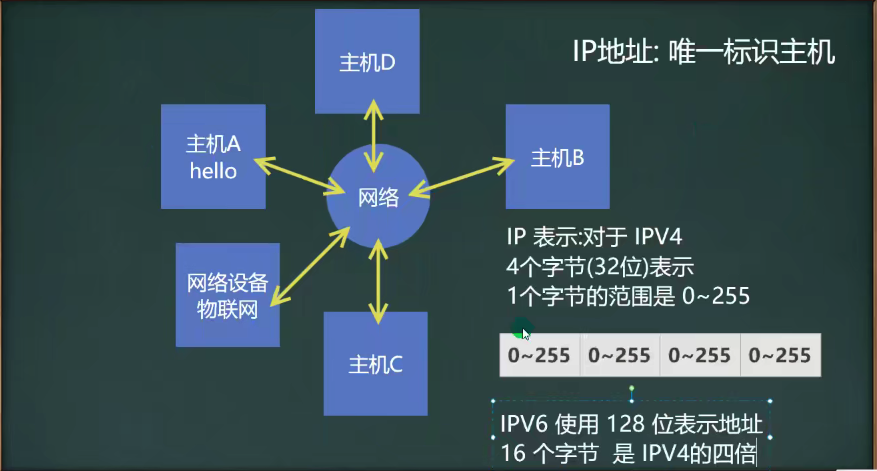 IP地址: 唯一标识主机
主机D
主机A
hello
主机B
网络
网络设备
物联网
主机C
IP 表示:对于 IPV4
4个字节(32位)表示
1个字节的范围是 0~255
0~255 0~255 0~255 0~255
IPV6 使用 128 位表示地址
16 个字节 是 IPV4的四倍